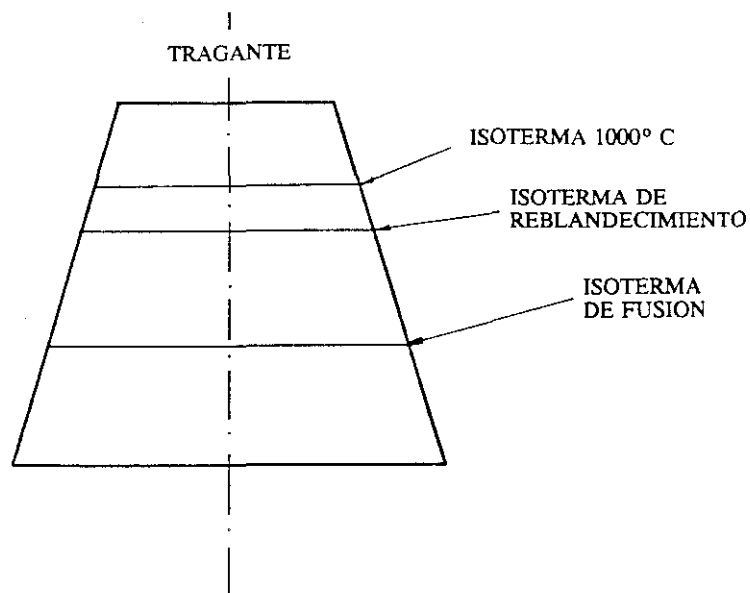 TRAGANTE
ISOTERMA 1000° C
ISOTERMA DE
REBLANDECIMIENTO
ISOTERMA
DE FUSION